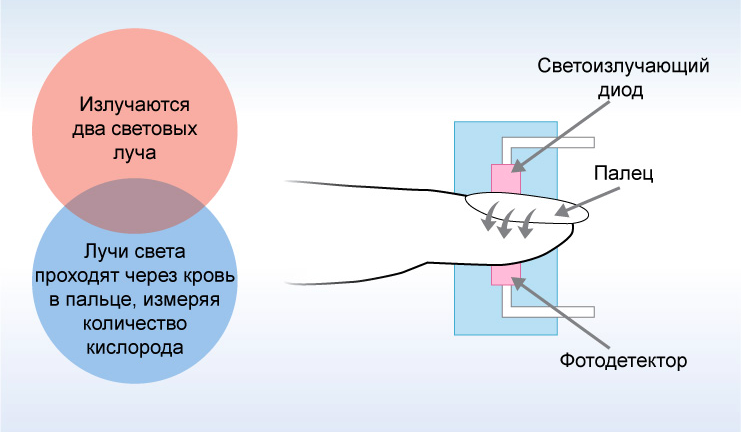 Излучаются
два световых
луча
Лучи света
проходят через кровь
в пальце, измеряя
количество
кислорода
Светоизлучающий
диод
Палец
Фотодетектор